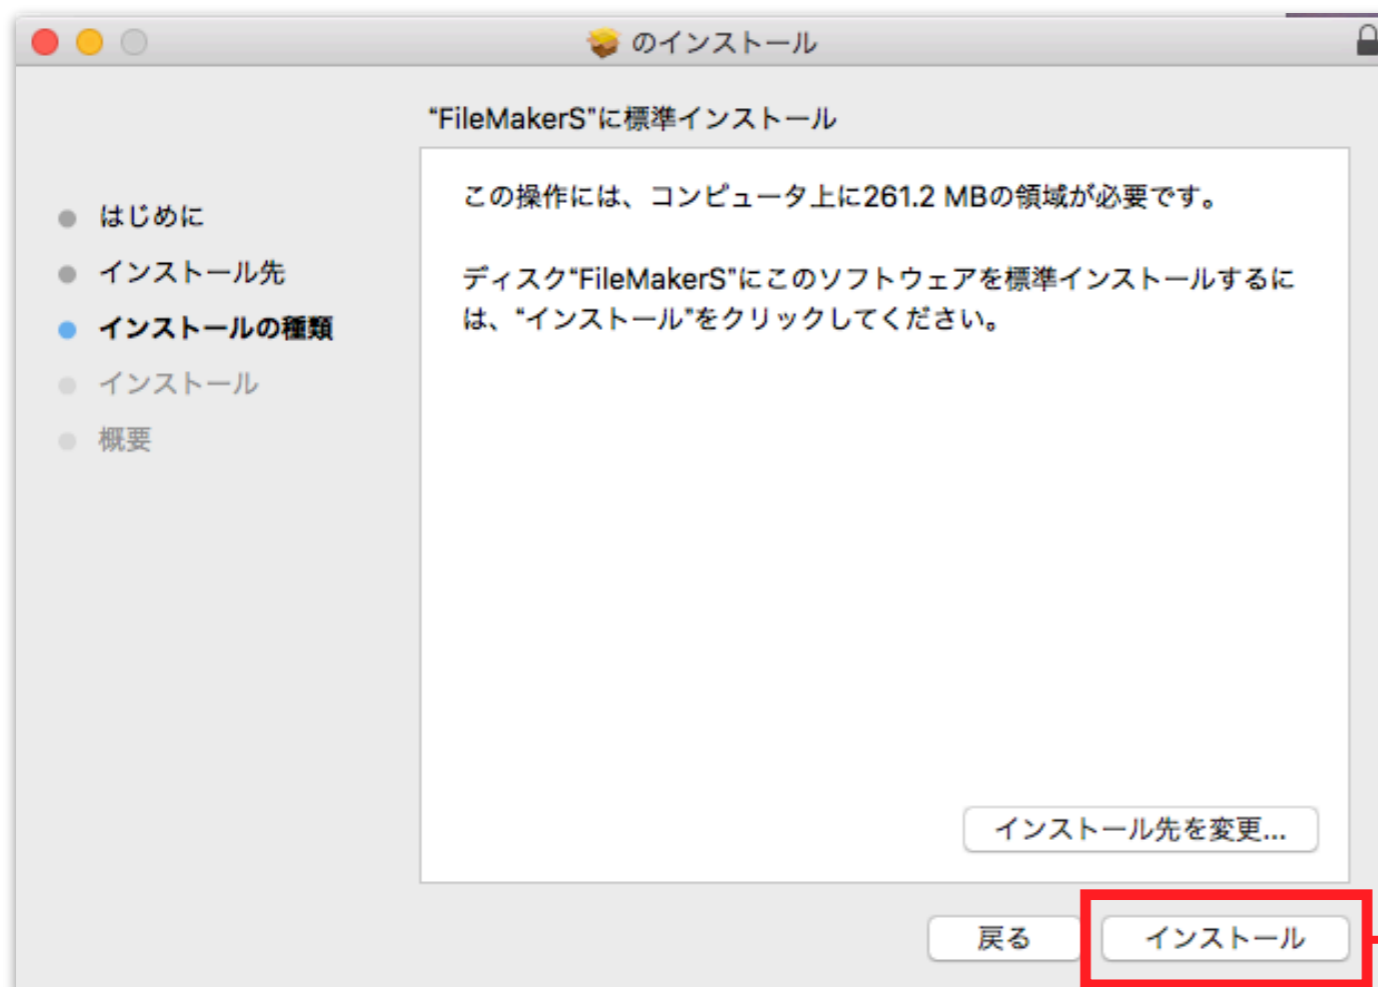 のインストール
“FileMakerS”に標準インストール
はじめに
インストール先
インストールの種類
インストール
概要
この操作には、コンピュータ上に261.2 MBの領域が必要です。
ディスク“FileMakerS”にこのソフトウェアを標準インストールするに
は、“インストール”をクリックしてください。
インストール先を変更...
戻る
インストール